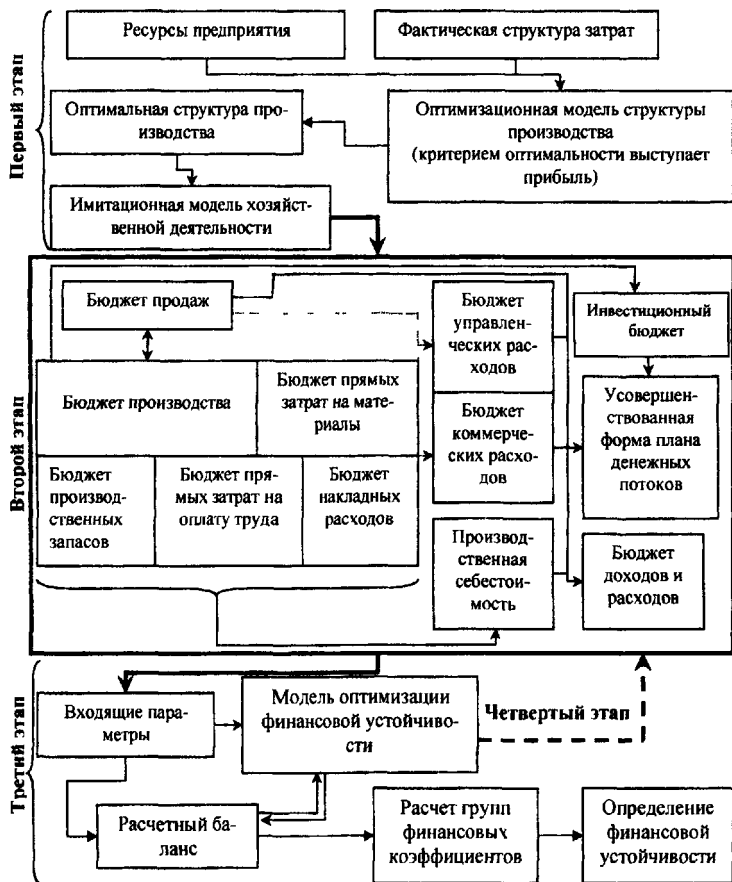 Первый этап
Ресурсы предприятия
Фактическая структура затрат
Оптимальная структура про-
изводства
Оптимизационная модель структуры
производства
(критерием оптимальности выступает
прибыль)
Имитационная модель хозяйст-
венной деятельности
Второй этап
Бюджет продаж
Бюджет
управлен-
ческих рас-
ходов
Инвестиционный
бюджет
Бюджет производства
Бюджет прямых
затрат на матери-
алы
Бюджет
коммерче-
ских расхо-
дов
Усовершен-
ствованная
форма плана
денежных
потоков
Бюджет
производ-
ственных
запасов
Бюджет пря-
мых затрат на
оплату труда
Бюджет
накладных
расходов
Производ-
ственная
себестои-
мость
Бюджет
доходов и
расходов
Третий этап
Входящие пара-
метры
Модель оптимизации
финансовой устойчиво-
сти
Четвертый этап
Расчетный ба-
ланс
Расчет групп
финансовых
коэффициентов
Определение
финансовой
устойчивости